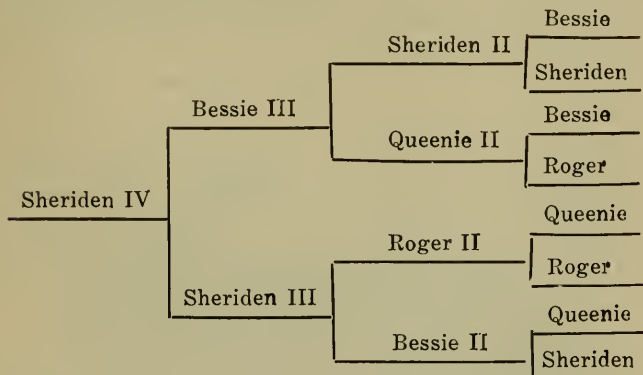 Bessie
Sheriden II
Sheriden
Bessie III
Bessie
Queenie II
Roger
Sheriden IV
Queenie
Roger II
Roger
Sheriden III
Queenie
Bessie II
Sheriden